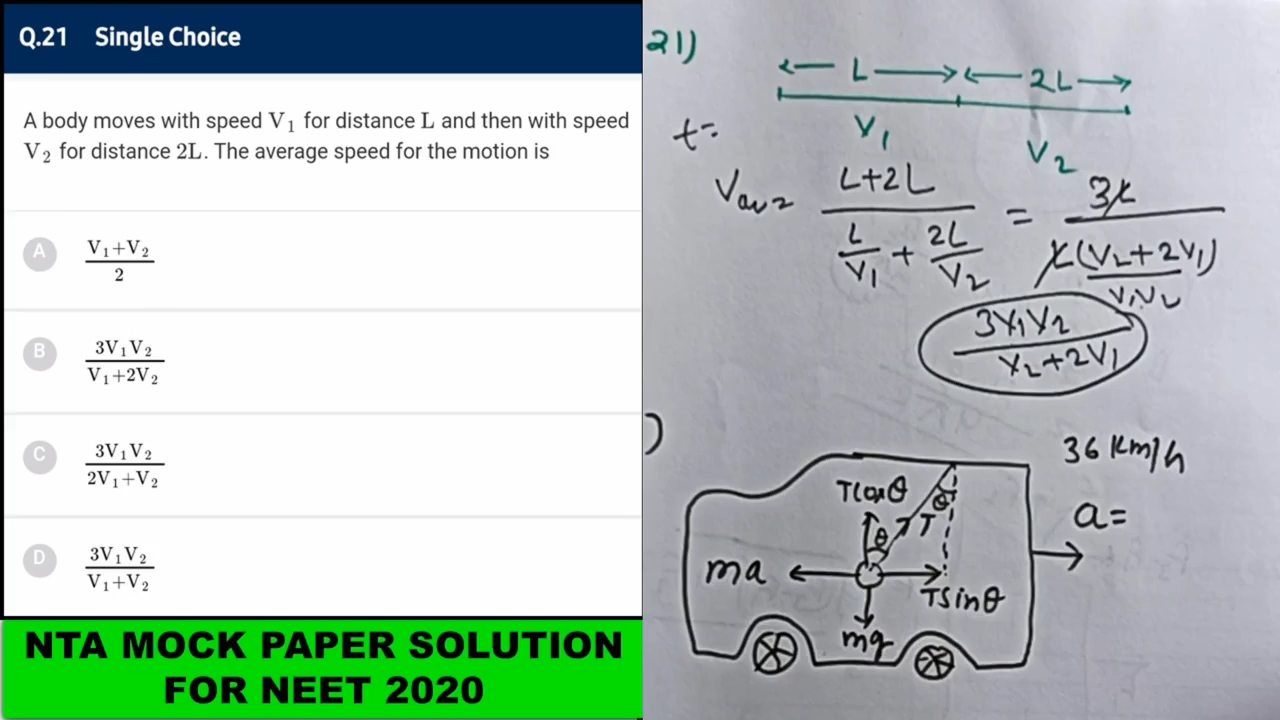 Q.21 Single Choice
A body moves with speed V₁ for distance L and then with speed
V₂ for distance 2L. The average speed for the motion is
A
V₁+V₂
2
B
3V₁V₂
V₁+2V₂
C
3V₁V₂
2V₁+V₂
D
3V₁V₂
V₁+V₂
NTA MOCK PAPER SOLUTION
FOR NEET 2020
21)
L 2L
V₁ V₂
t=
Vav=
L+2L
L/V₁ + 2L/V₂
=
3L
L(V₂+2V₁)
V₁V₂
3V₁V₂
V₂+2V₁
)
36 Km/h
Tcosθ θ
θ T
a=
ma
Tsinθ
mg